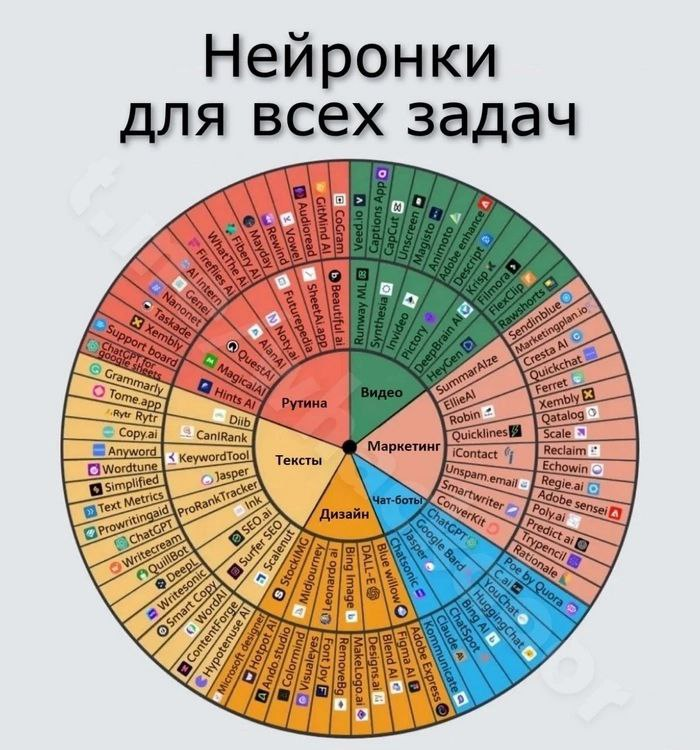 Нейронки
для всех задач
Видео
Маркетинг
Чат-боты
Дизайн
Тексты
Рутина
Runway ML
Synthesia
Invideo
Pictory
DeepBrain AI
HeyGen
Veed.io
Captions App
CapCut
Unscreen
Magisto
Animoto
Adobe enhance
Descript
Krisp
Filmora
FlexClip
Rawshorts
SummarAIze
EllieAI
Robin
Quicklines
iContact
Unspam.email
Smartwriter
ConverKit
Sendinblue
Marketingplan.io
Cresta AI
Quickchat
Ferret
Xembly
Qatalog
Scale
Reclaim
Echowin
Regie.ai
Adobe sensei
Poly.ai
Predict ai
Typencil
Rationale
ChatGPT
Google Bard
Jasper
Chatsonic
Poe by Quora
C.ai
YouChat
HuggingChat
Bing AI
ChatSpot
Claude
Kommunicate
Blue willow
DALL-E
Bing Image
Leonardo ai
Midjourney
StockIMG
Adobe Express
Figma AI
Blend AI
Designs.ai
MakeLogo.ai
RemoveBg
Font Joy
Visualeyes
Colormind
Ando.studio
Hotpot AI
Microsoft designer
Scalenut
Surfer SEO
SEO.ai
Ink
ProRankTracker
Jasper
KeywordTool
CanIRank
Diib
Hypotenuse AI
ContentForge
WordAI
Smart Copy
Writesonic
DeepL
QuillBot
Writecream
ChatGPT
Prowritingaid
Text Metrics
Simplified
Wordtune
Anyword
Copy.ai
Rytr Rytr
Tome.app
Grammarly
Hints AI
MagicalAI
QuestAI
AlanAI
Notiv.ai
Futurepedia
SheetAI.app
Beautiful ai
ChatGPT for
google sheets
Support board
Xembly
Taskade
Nanonet
Genei
AI Intern
Fireflies AI
WhatThe AI
Fibery AI
Mayday
Rewind
Vowel
Audioread
GitMind AI
CoGram